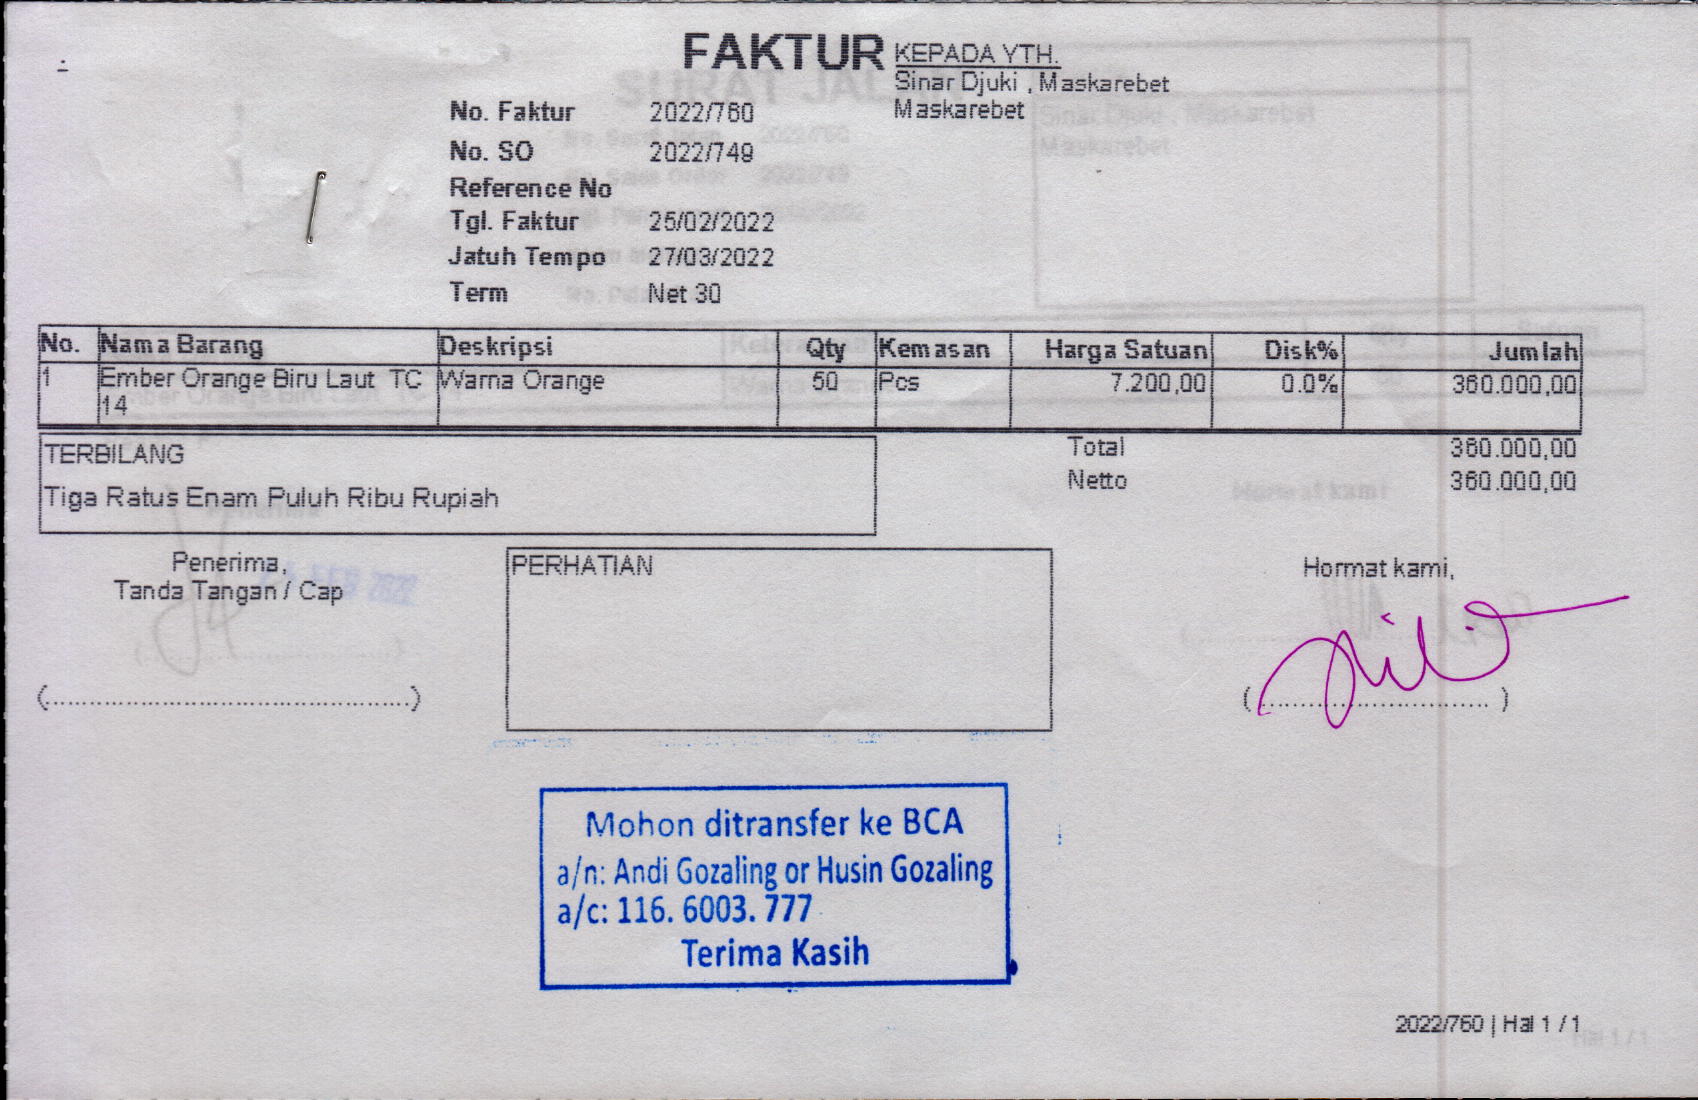 FAKTUR
KEPADA YTH.
Sinar Djuki , Maskarebet
Maskarebet
No. Faktur 2022/760
No. SO 2022/749
Reference No
Tgl. Faktur 25/02/2022
Jatuh Tempo 27/03/2022
Term Net 30
No. Nama Barang Deskripsi Qty Kemasan Harga Satuan Disk% Jumlah
1 Ember Orange Biru Laut TC Warna Orange 50 Pcs 7.200,00 0.0% 360.000,00
14
TERBILANG
Tiga Ratus Enam Puluh Ribu Rupiah
Total 360.000,00
Netto 360.000,00
Penerima,
Tanda Tangan / Cap
(.................................................)
PERHATIAN
Hormat kami,
(...............................)
Mohon ditransfer ke BCA
a/n: Andi Gozaling or Husin Gozaling
a/c: 116. 6003. 777
Terima Kasih
2022/760 | Hal 1 / 1